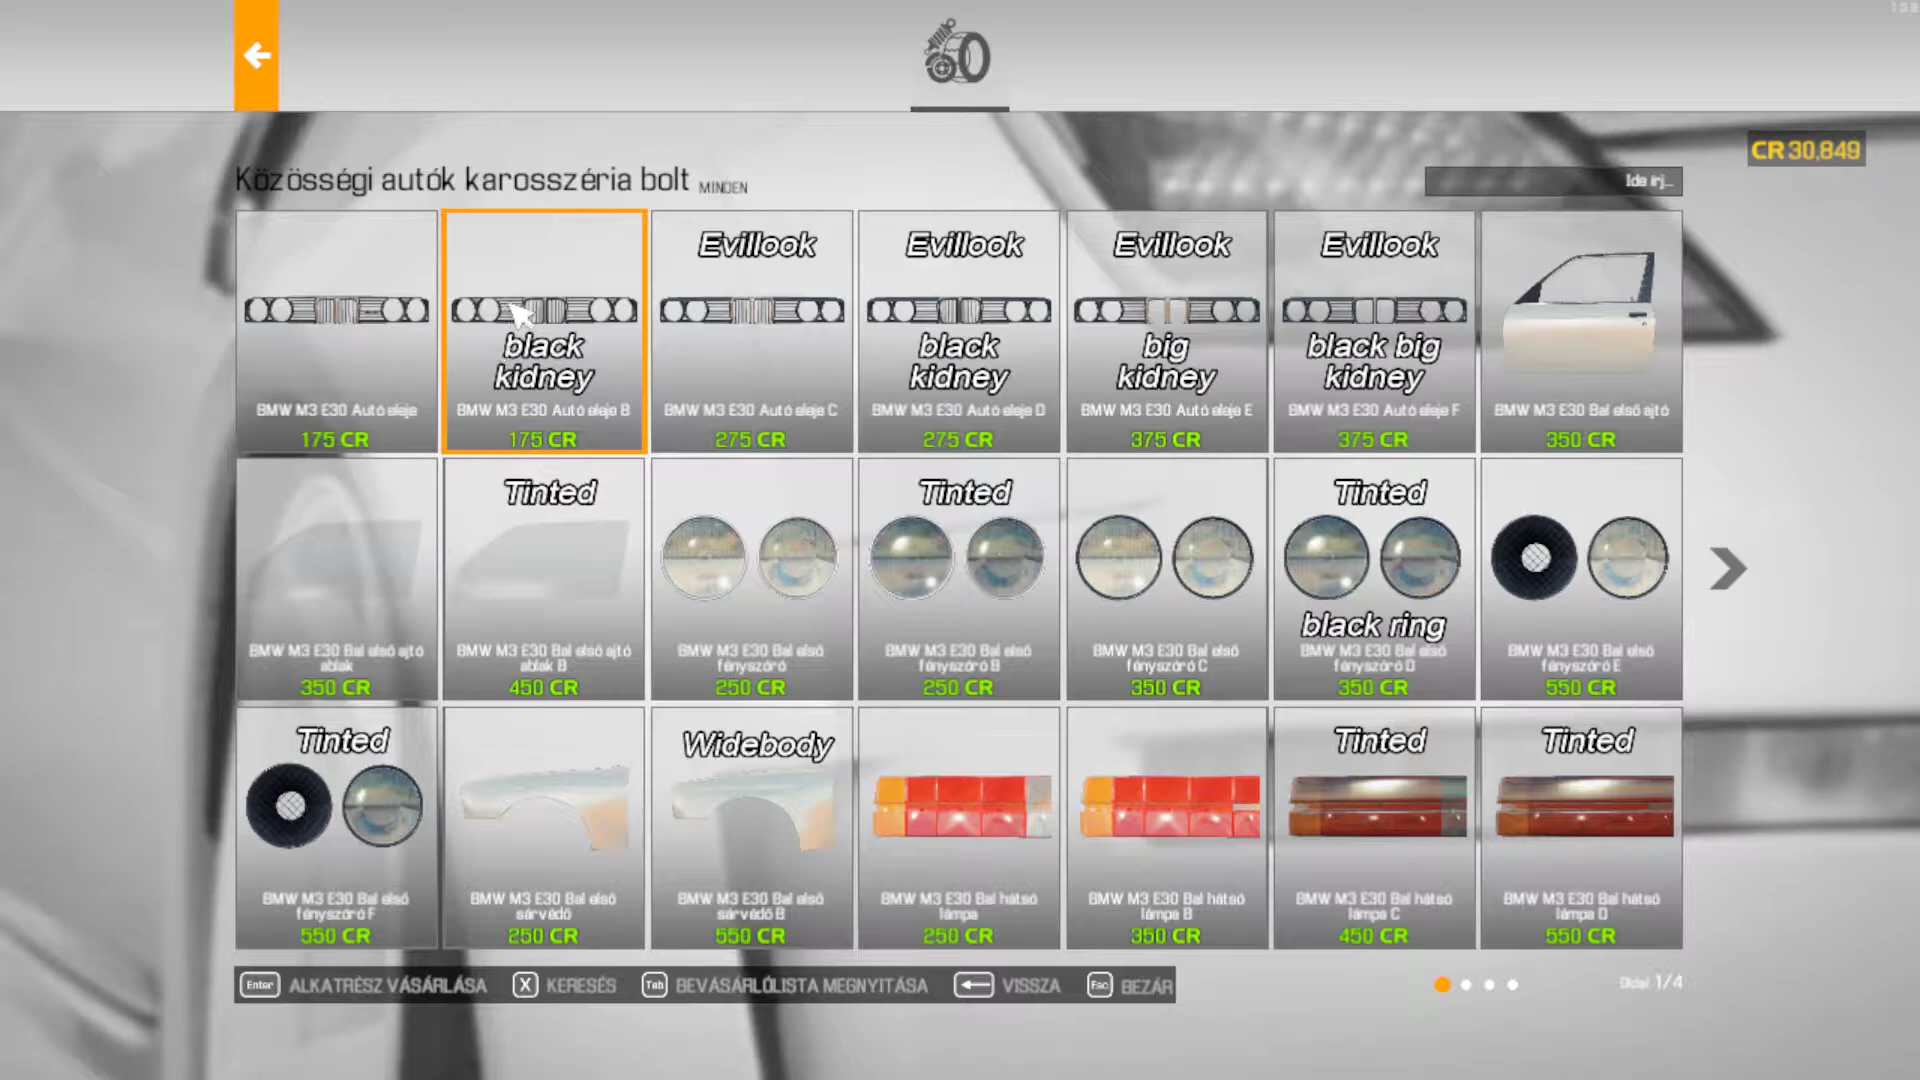 CR 30,849
Közösségi autók karosszéria bolt MINDEN
Ide írj...
BMW M3 E30 Autó eleje
175 CR
black
kidney
BMW M3 E30 Autó eleje B
175 CR
Evillook
BMW M3 E30 Autó eleje C
275 CR
Evillook
black
kidney
BMW M3 E30 Autó eleje D
275 CR
Evillook
big
kidney
BMW M3 E30 Autó eleje E
375 CR
Evillook
black big
kidney
BMW M3 E30 Autó eleje F
375 CR
BMW M3 E30 Bal első ajtó
350 CR
BMW M3 E30 Bal első ajtó
ablak
350 CR
Tinted
BMW M3 E30 Bal első ajtó
ablak B
450 CR
BMW M3 E30 Bal első
fényszóró
250 CR
Tinted
BMW M3 E30 Bal első
fényszóró B
250 CR
BMW M3 E30 Bal első
fényszóró C
350 CR
Tinted
black ring
BMW M3 E30 Bal első
fényszóró D
350 CR
BMW M3 E30 Bal első
fényszóró E
550 CR
Tinted
BMW M3 E30 Bal első
fényszóró F
550 CR
BMW M3 E30 Bal első
sárvédő
250 CR
Widebody
BMW M3 E30 Bal első
sárvédő B
550 CR
BMW M3 E30 Bal hátsó
lámpa
250 CR
BMW M3 E30 Bal hátsó
lámpa B
350 CR
Tinted
BMW M3 E30 Bal hátsó
lámpa C
450 CR
Tinted
BMW M3 E30 Bal hátsó
lámpa D
550 CR
Enter ALKATRÉSZ VÁSÁRLÁSA X KERESÉS Tab BEVÁSÁRLÓLISTA MEGNYITÁSA VISSZA Esc BEZÁR
Oldal 1/4